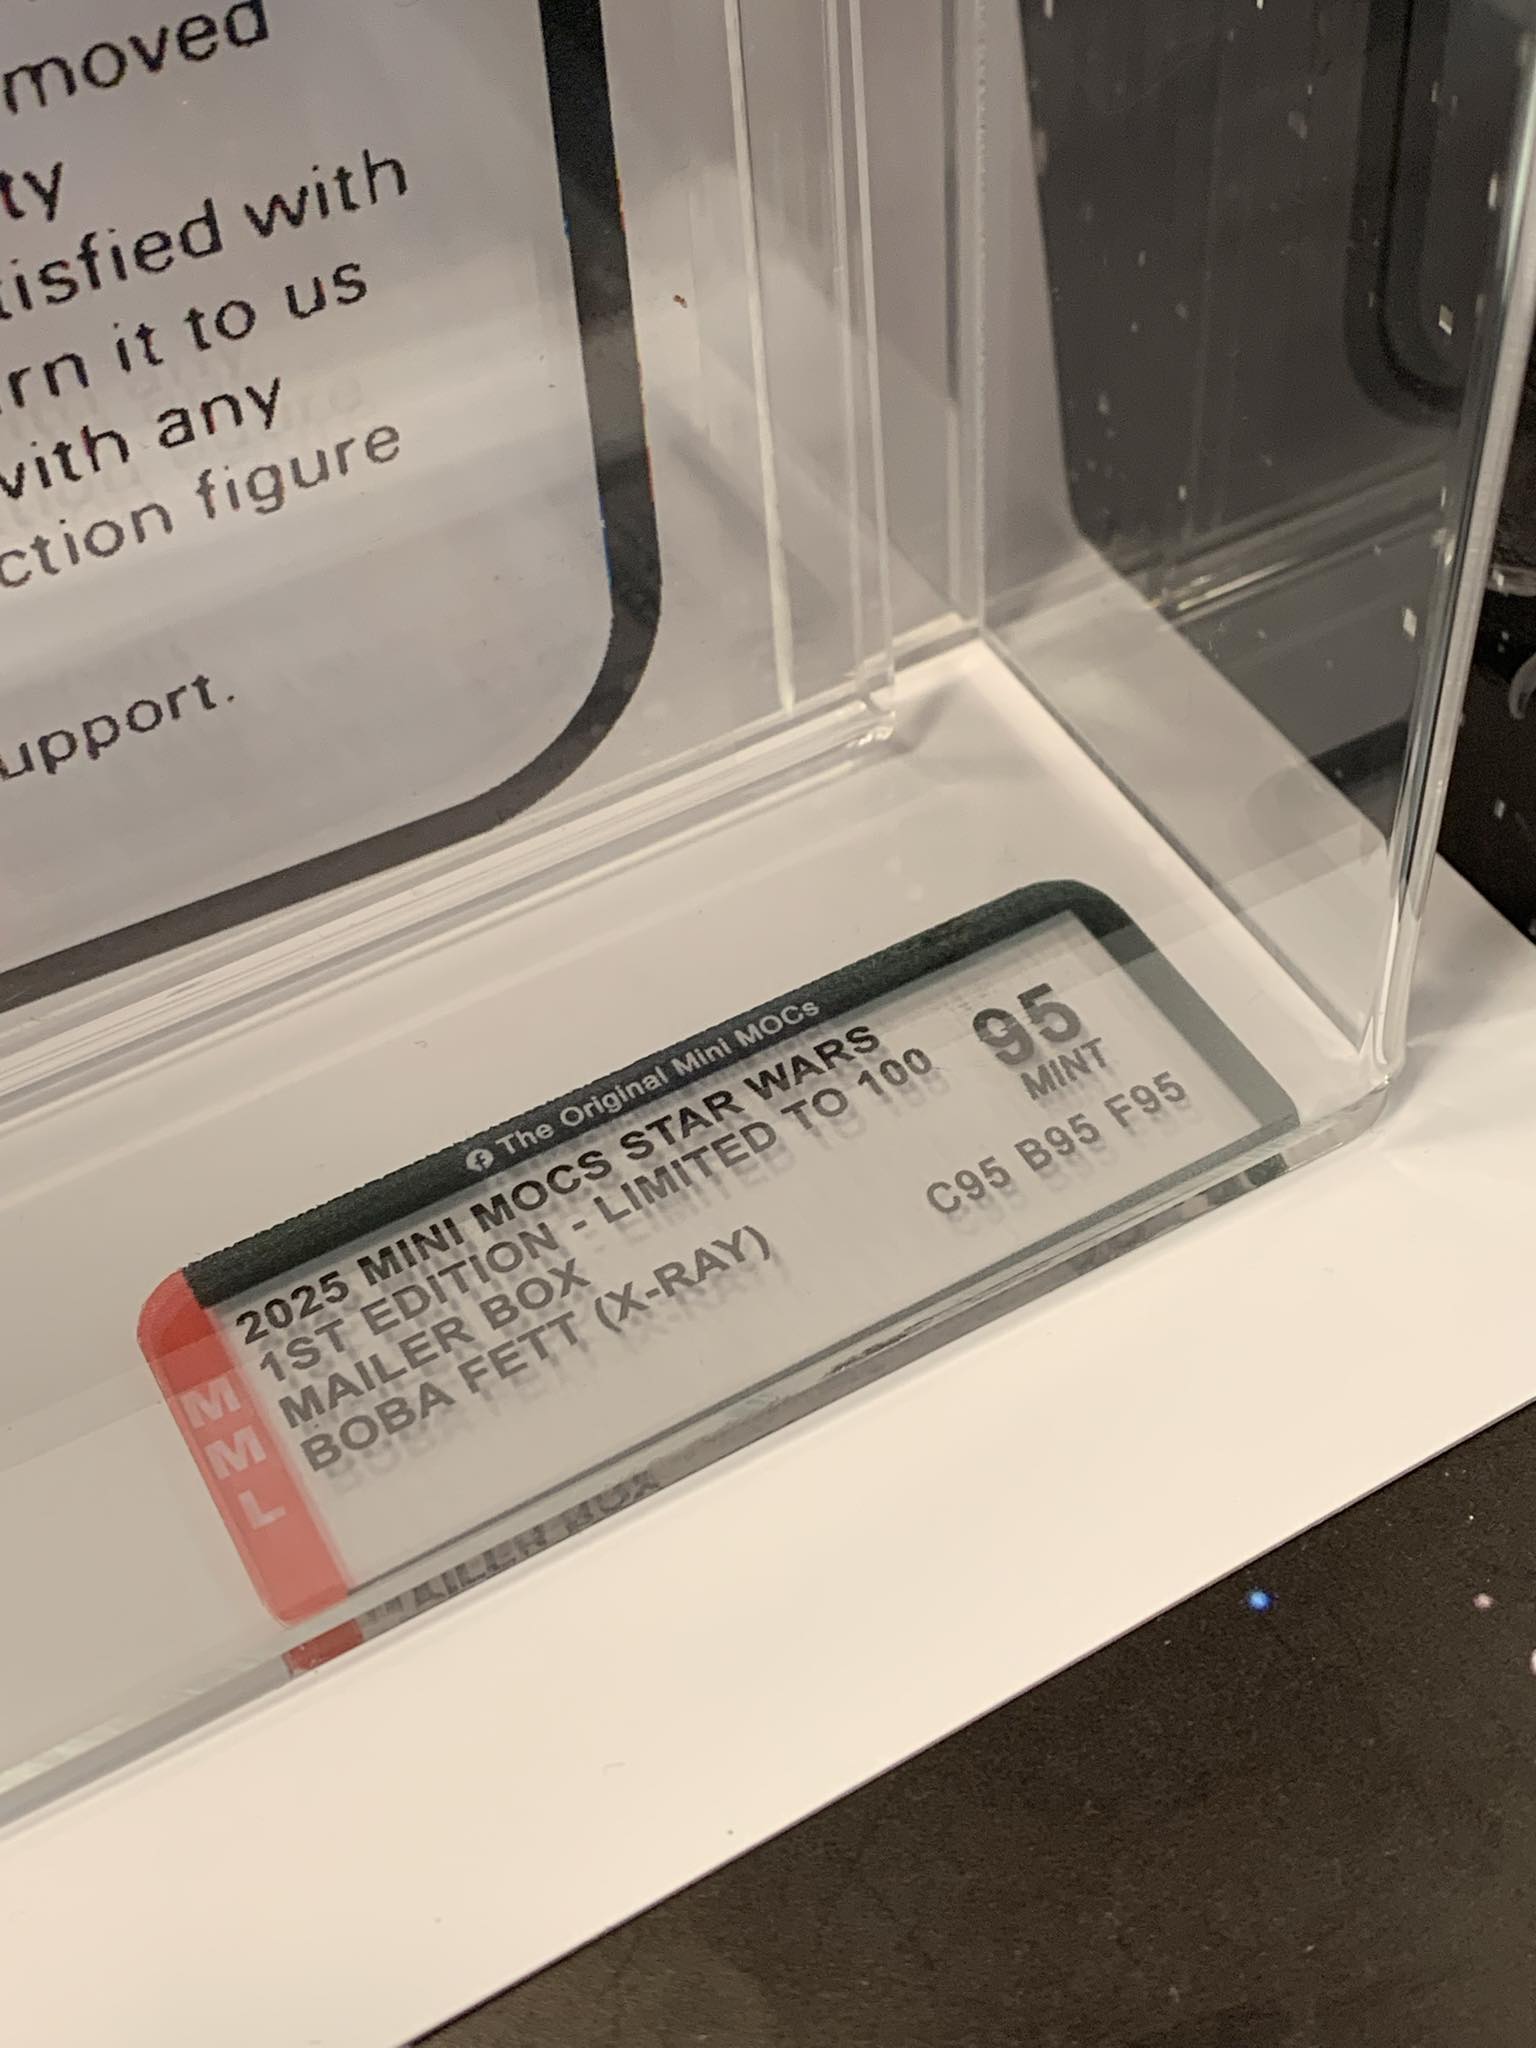 moved
ty
tisfied with
rn it to us
with any
ction figure
upport.
The Original Mini MOCs
2025 MINI MOCS STAR WARS
1ST EDITION - LIMITED TO 100
MAILER BOX
BOBA FETT (X-RAY)
95
MINT
C95 B95 F95
MML
MAILER BOX